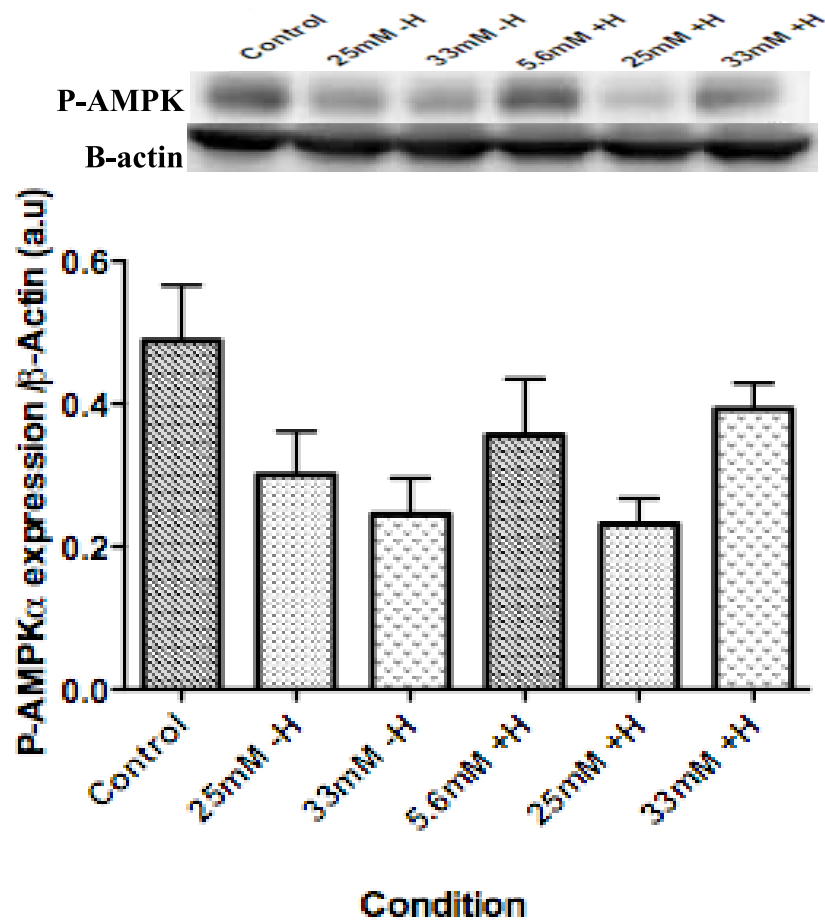 Control 25mM -H 33mM -H 5.6mM +H 25mM +H 33mM +H
P-AMPK
B-actin
P-AMPKα expression /β-Actin (a.u)
0.6
0.4
0.2
0.0
Control 25mM -H 33mM -H 5.6mM +H 25mM +H 33mM +H
Condition